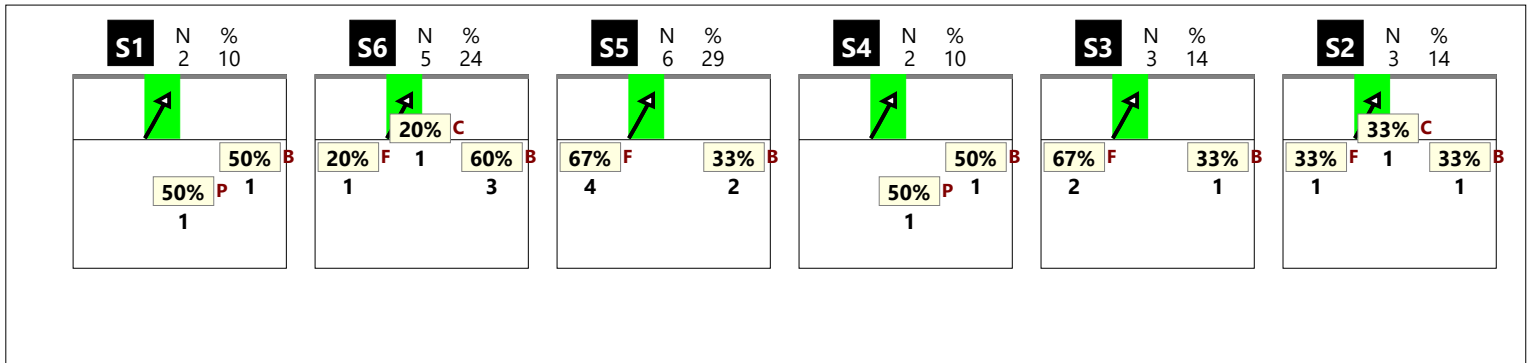 S1 N % S6 N % S5 N % S4 N % S3 N % S2 N %
2 10 5 24 6 29 2 10 3 14 3 14
20% C 33% C
50% B 20% F 1 60% B 67% F 33% B 50% B 67% F 33% B 33% F 1 33% B
1 1 3 4 2 1 2 1 1 1
50% P 50% P
1 1